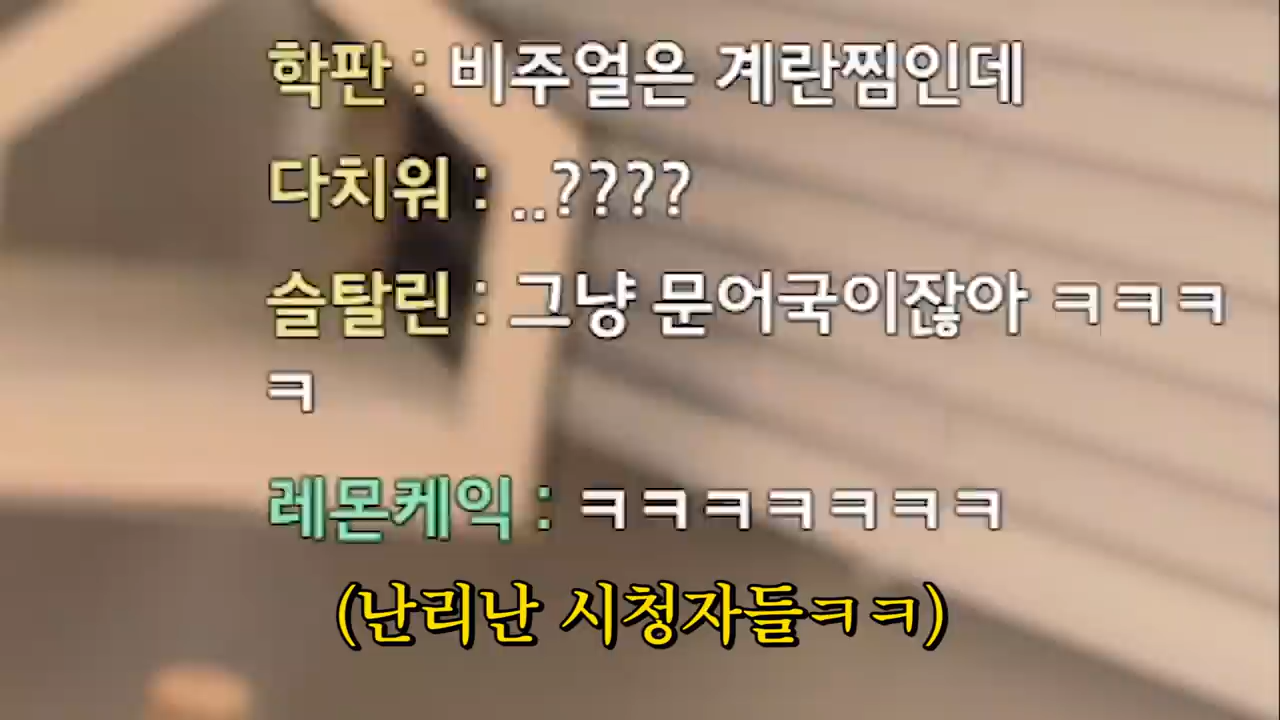 학판 : 비주얼은 계란찜인데
다치워 : ..????
슬탈린 : 그냥 문어국이잖아 ㅋㅋㅋ
ㅋ
레몬케익 : ㅋㅋㅋㅋㅋㅋㅋ
(난리난 시청자들ㅋㅋ)